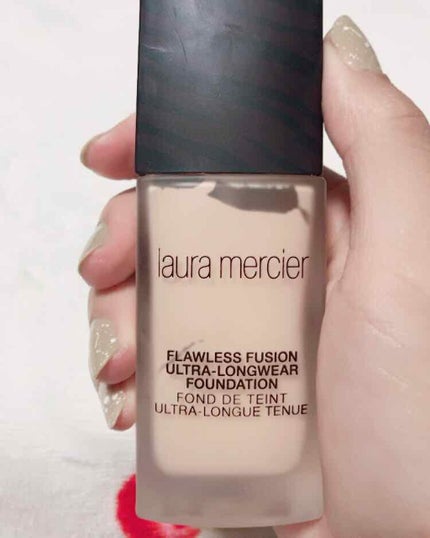 laura mercier
FLAWLESS FUSION
ULTRA-LONGWEAR
FOUNDATION
FOND DE TEINT
ULTRA-LONGUE TENUE